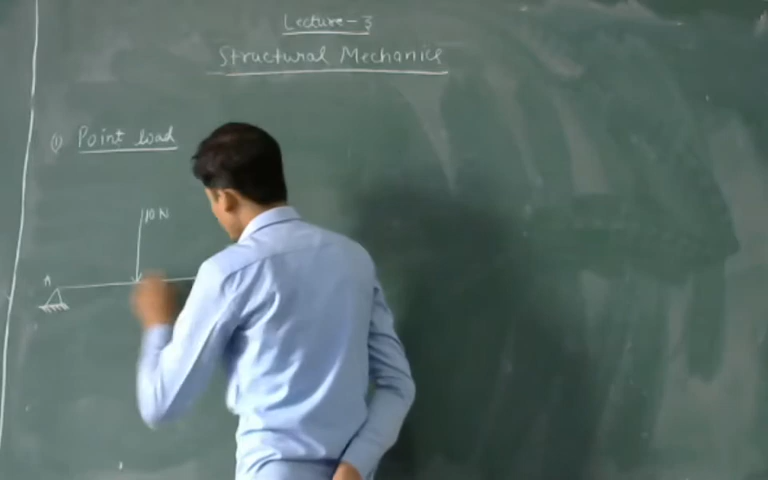 Lecture-3
Structural Mechanics
(1) Point load
10 N
A